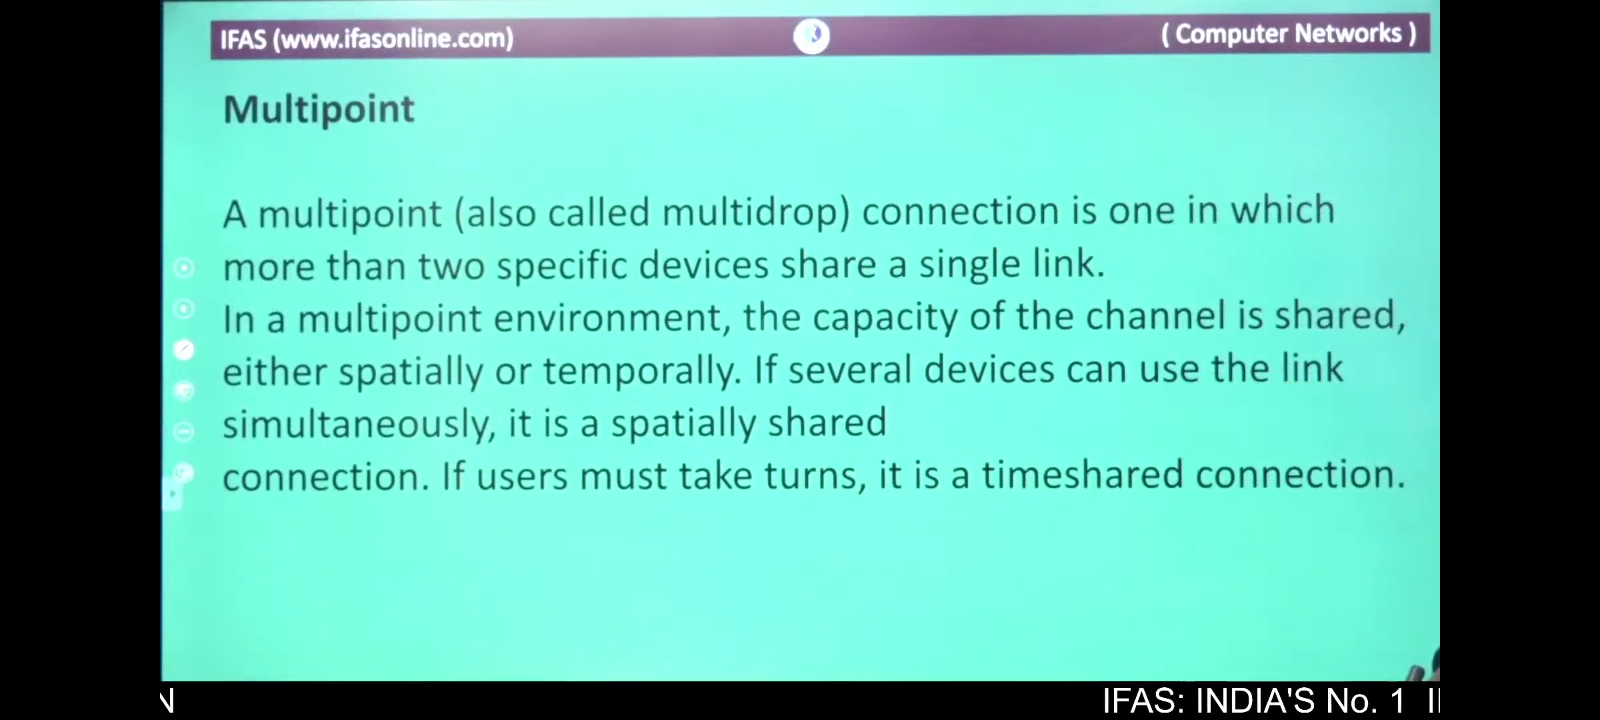 IFAS (www.ifasonline.com)
( Computer Networks )
Multipoint
A multipoint (also called multidrop) connection is one in which
more than two specific devices share a single link.
In a multipoint environment, the capacity of the channel is shared,
either spatially or temporally. If several devices can use the link
simultaneously, it is a spatially shared
connection. If users must take turns, it is a timeshared connection.
N
IFAS: INDIA'S No. 1